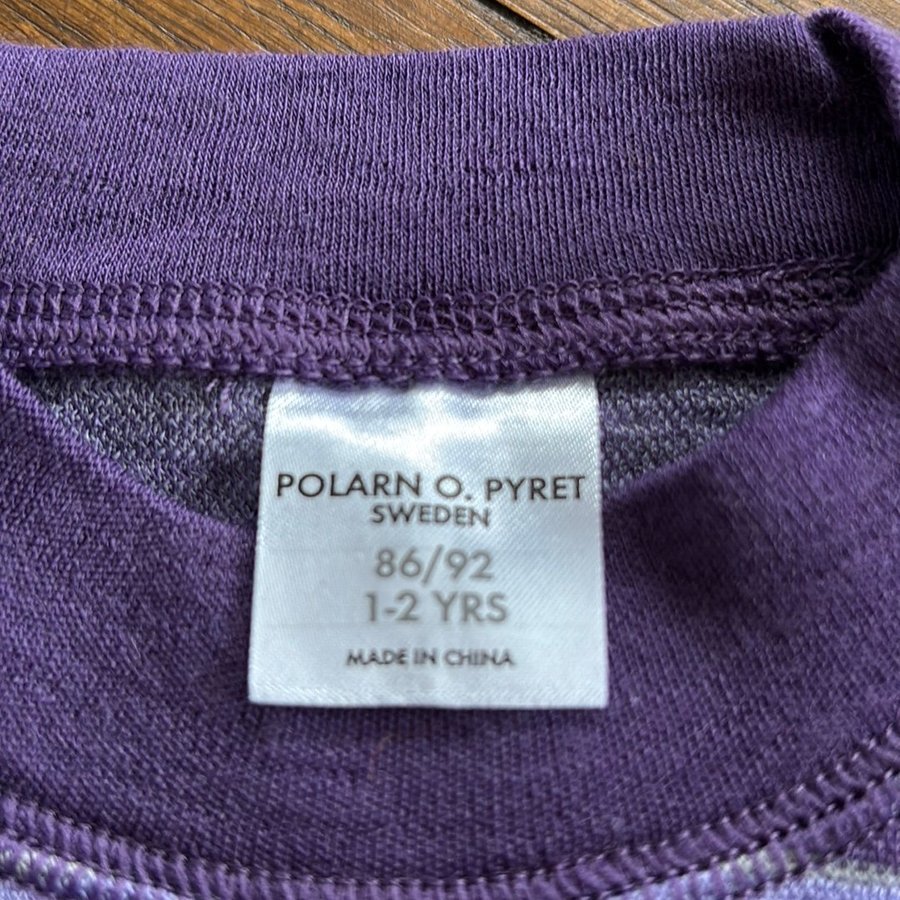 POLARN O. PYRET
SWEDEN
86/92
1-2 YRS
MADE IN CHINA